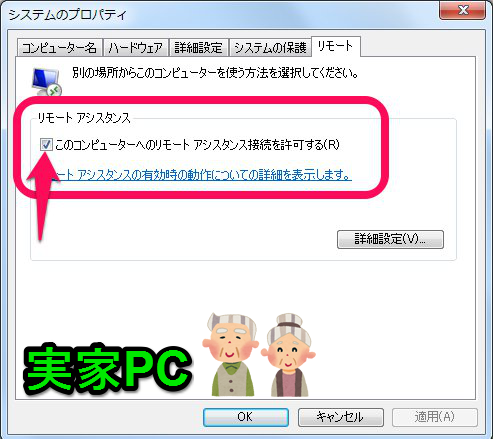 システムのプロパティ
コンピューター名 ハードウェア 詳細設定 システムの保護 リモート
別の場所からこのコンピューターを使う方法を選択してください。
リモート アシスタンス
このコンピューターへのリモート アシスタンス接続を許可する(R)
ート アシスタンスの有効時の動作についての詳細を表示します。
詳細設定(V)...
実家PC
OK キャンセル 適用(A)